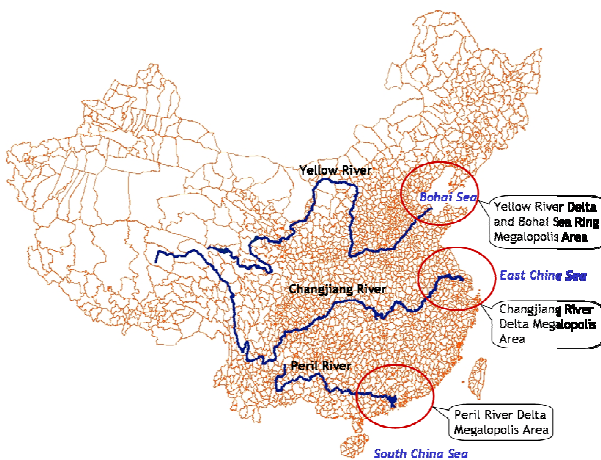 Yellow River
Bohai Sea
Yellow River Delta
and Bohai Sea Ring
Megalopolis Area
East China Sea
Changjiang River
Changjiang River
Delta Megalopolis
Area
Peril River
Peril River Delta
Megalopolis Area
South China Sea